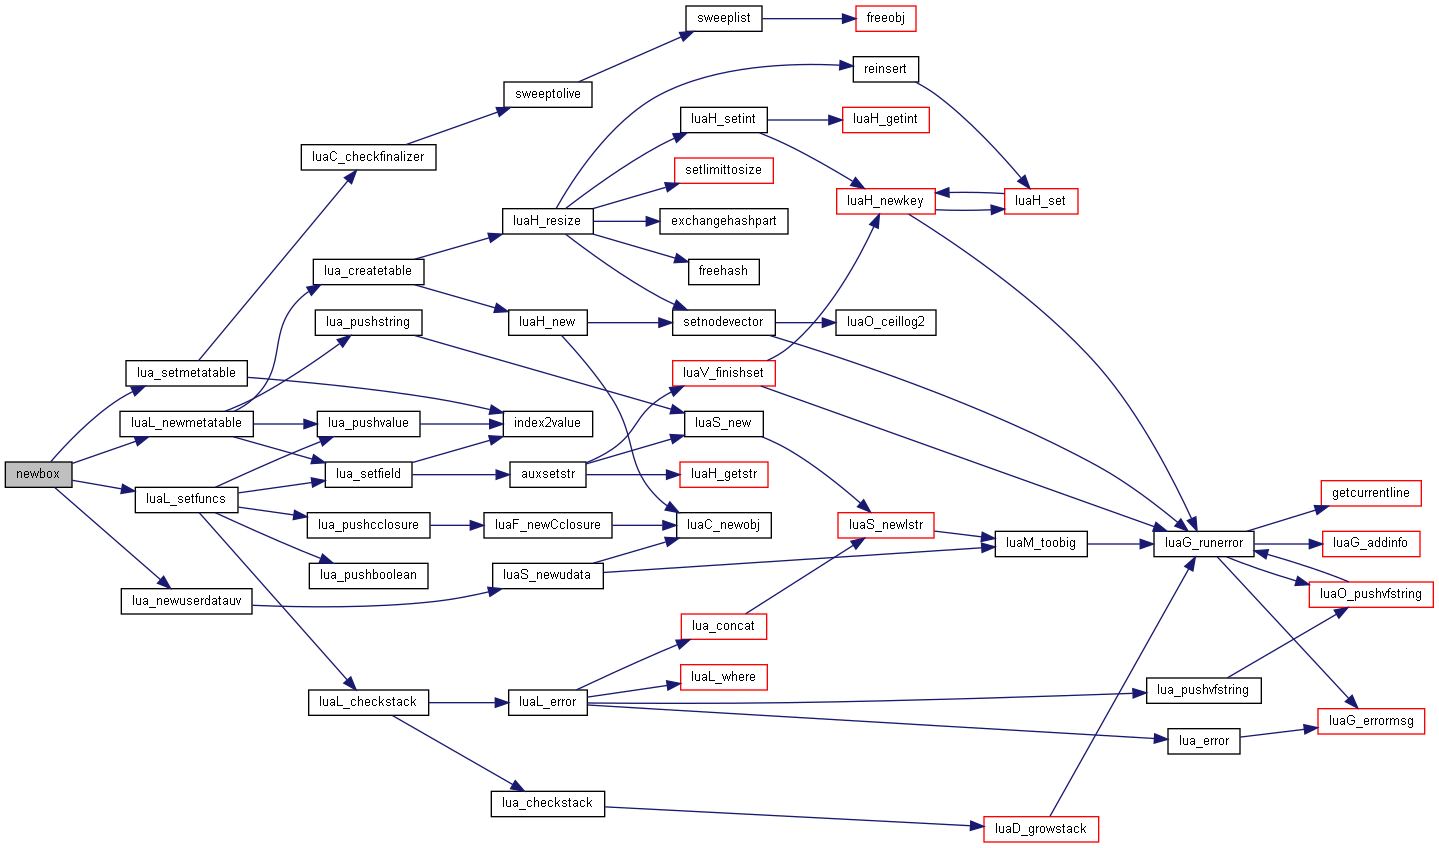 sweeplist
freeobj
reinsert
sweeptolive
luaH_setint
luaH_getint
luaC_checkfinalizer
setlimittosize
luaH_newkey
luaH_set
luaH_resize
exchangehashpart
lua_createtable
freehash
lua_pushstring
luaH_new
setnodevector
luaO_ceillog2
lua_setmetatable
luaV_finishset
luaL_newmetatable
lua_pushvalue
index2value
luaS_new
newbox
lua_setfield
auxsetstr
luaH_getstr
luaL_setfuncs
getcurrentline
lua_pushcclosure
luaF_newCclosure
luaC_newobj
luaS_newlstr
luaM_toobig
luaG_runerror
luaG_addinfo
lua_pushboolean
luaS_newudata
lua_newuserdatauv
luaO_pushvfstring
lua_concat
luaL_where
lua_pushvfstring
luaL_checkstack
luaL_error
luaG_errormsg
lua_error
lua_checkstack
luaD_growstack